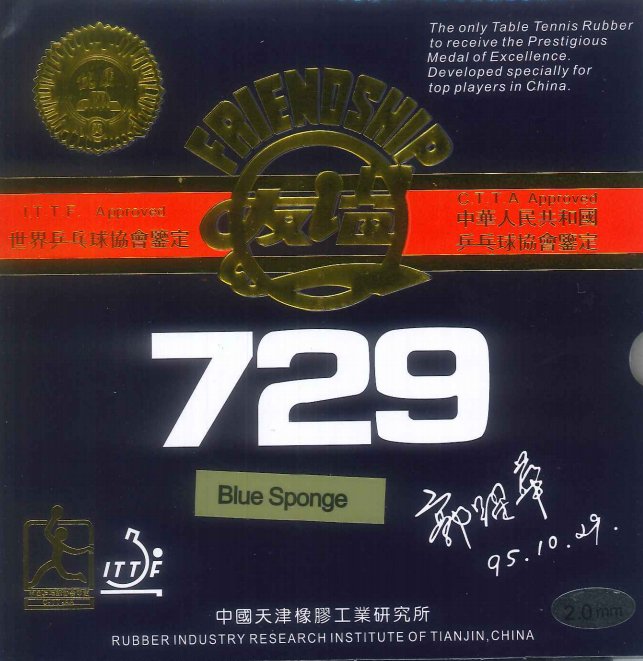 The only Table Tennis Rubber
to receive the Prestigious
Medal of Excellence.
Developed specially for
top players in China.
FRIENDSHIP
友谊
I.T.T.F. Approved
世界乒乓球協會鑒定
C.T.T.A Approved
中華人民共和國
乒乓球協會鑒定
729
Blue Sponge
郭躍華
95.10.29.
ITTF
2.0mm
中國天津橡膠工業研究所
RUBBER INDUSTRY RESEARCH INSTITUTE OF TIANJIN,CHINA